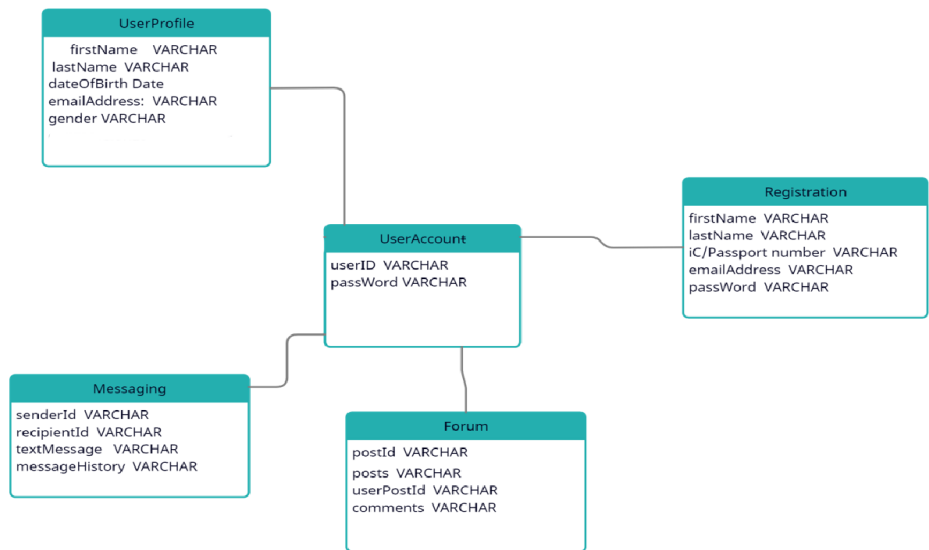 UserProfile
firstName VARCHAR
lastName VARCHAR
dateOfBirth Date
emailAddress: VARCHAR
gender VARCHAR
Registration
firstName VARCHAR
lastName VARCHAR
iC/Passport number VARCHAR
emailAddress VARCHAR
passWord VARCHAR
UserAccount
userID VARCHAR
passWord VARCHAR
Messaging
senderId VARCHAR
recipientId VARCHAR
textMessage VARCHAR
messageHistory VARCHAR
Forum
postId VARCHAR
posts VARCHAR
userPostId VARCHAR
comments VARCHAR